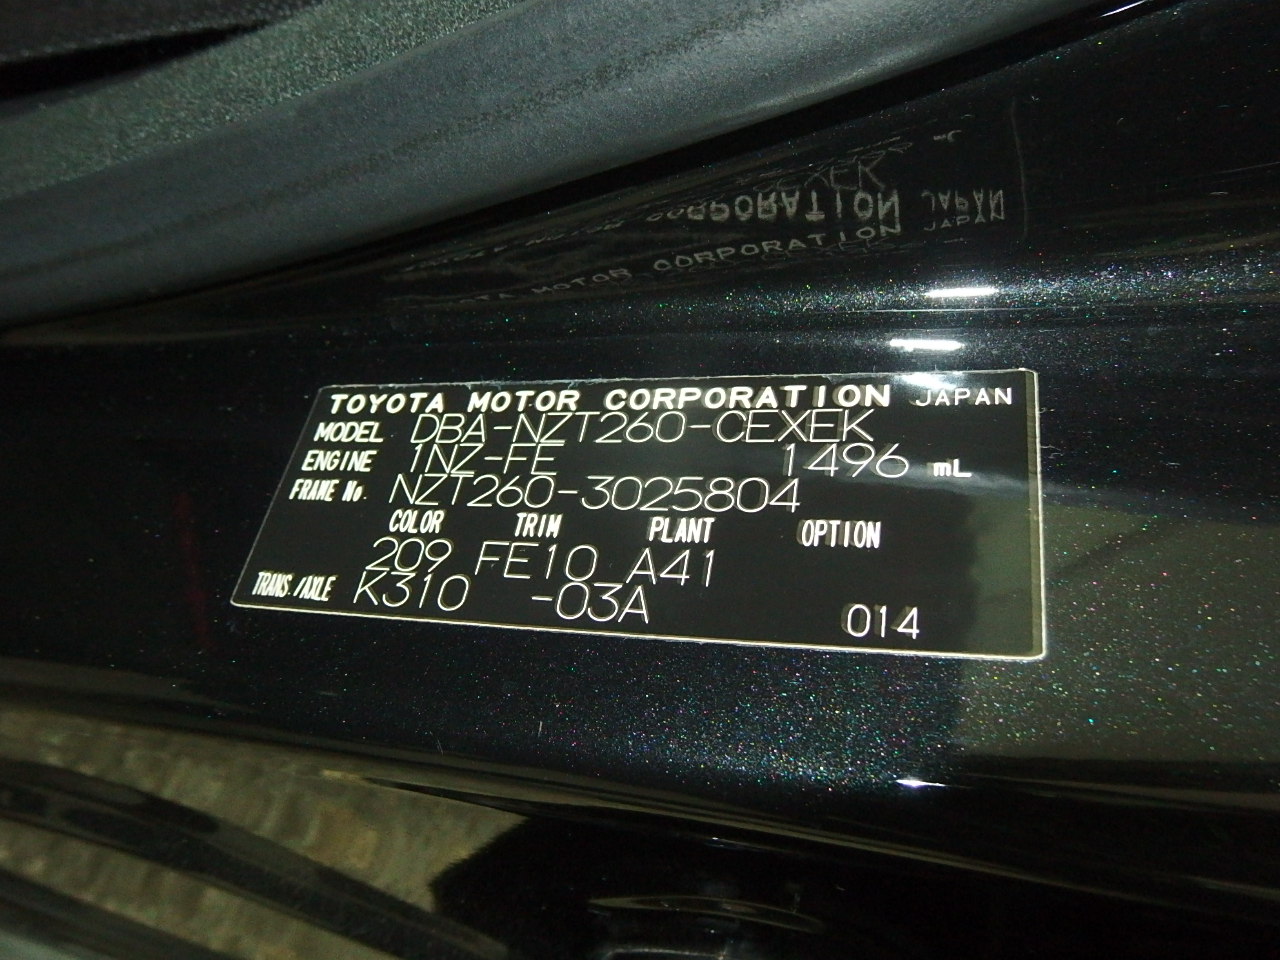 TOYOTA MOTOR CORPORATION JAPAN
MODEL DBA-NZT260-CEXEK
ENGINE 1NZ-FE 1496 mL
FRAME No. NZT260-3025804
COLOR TRIM PLANT OPTION
209 FE10 A41
TRANS./AXLE K310 -03A 014